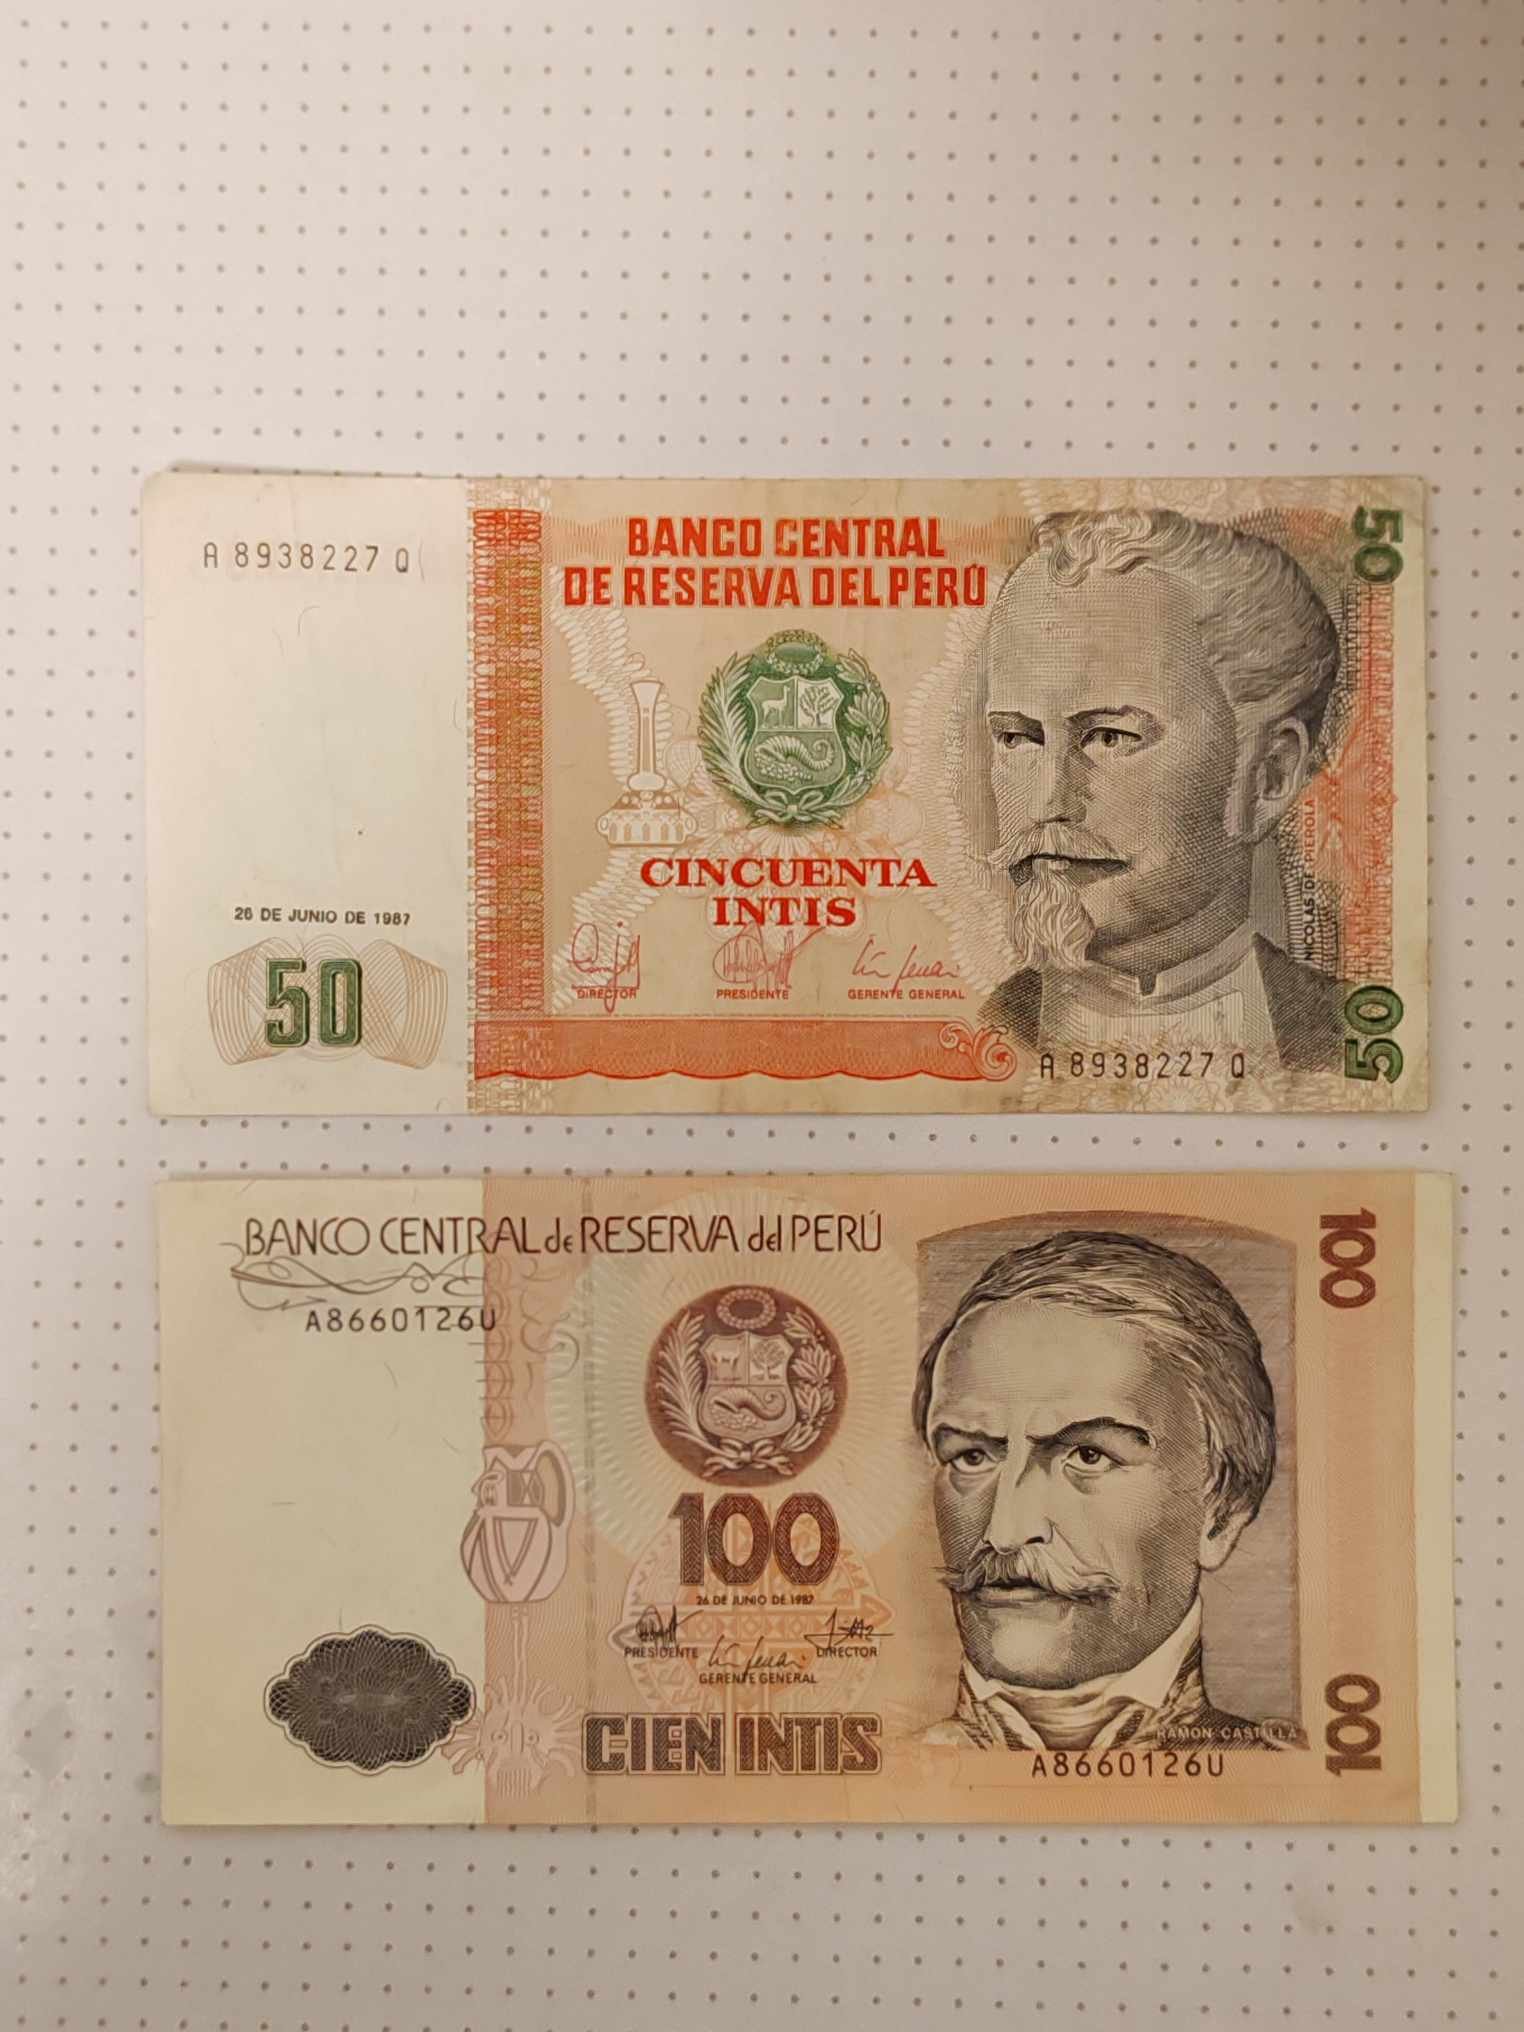 A 8938227 Q
BANCO CENTRAL
DE RESERVA DEL PERÚ
50
CINCUENTA
INTIS
26 DE JUNIO DE 1987
50
DIRECTOR
PRESIDENTE
GERENTE GENERAL
NICOLAS DE PIEROLA
A 8938227 Q
50
BANCO CENTRAL de RESERVA del PERÚ
A8660126U
100
100
26 DE JUNIO DE 1987
PRESIDENTE
DIRECTOR
GERENTE GENERAL
CIEN INTIS
RAMON CASTILLA
A8660126U
100